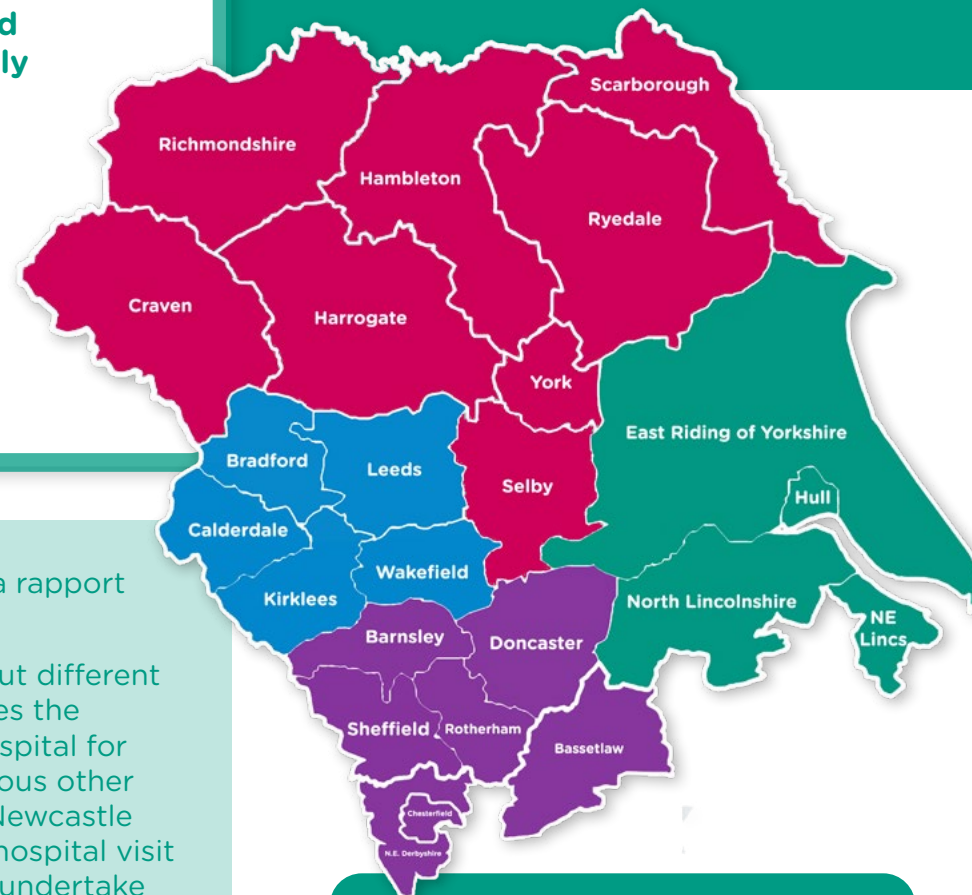 d
ly
Scarborough
Richmondshire
Hambleton
Ryedale
Craven
Harrogate
York
East Riding of Yorkshire
Bradford
Leeds
Selby
Hull
Calderdale
Wakefield
Kirklees
North Lincolnshire
NE
Lincs
Barnsley
Doncaster
Sheffield
Rotherham
Bassetlaw
Chesterfield
N.E. Derbyshire
a rapport
ut different
es the
spital for
ous other
Newcastle
hospital visit
undertake